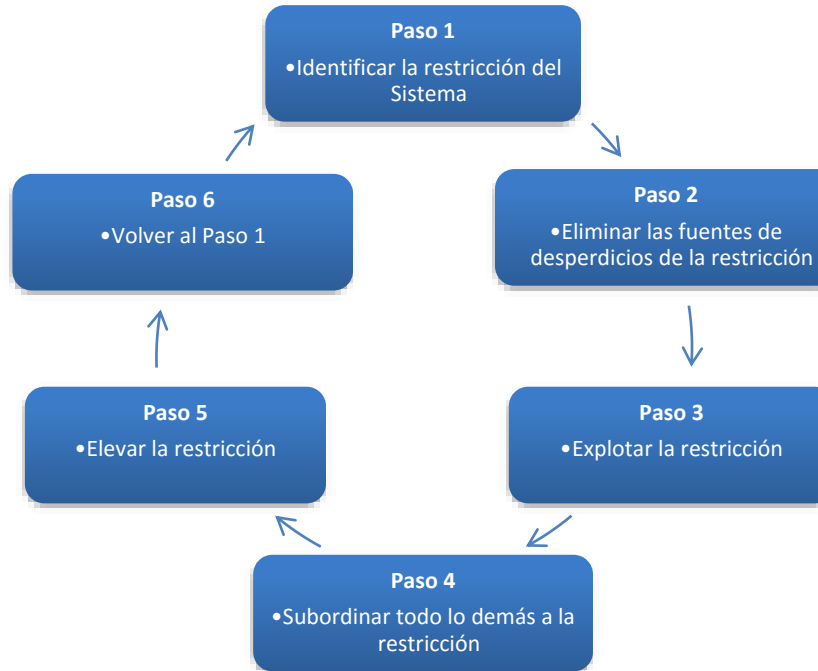 Paso 1
•Identificar la restricción del
Sistema
Paso 2
•Eliminar las fuentes de
desperdicios de la restricción
Paso 3
•Explotar la restricción
Paso 4
•Subordinar todo lo demás a la
restricción
Paso 5
•Elevar la restricción
Paso 6
•Volver al Paso 1